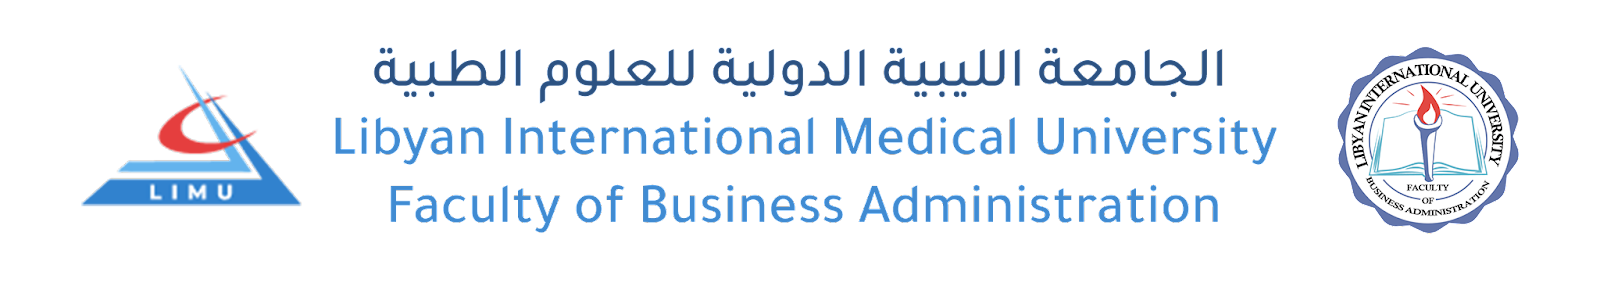 الجامعة الليبية الدولية للعلوم الطبية
Libyan International Medical University
Faculty of Business Administration
LIMU
LIBYAN INTERNATIONAL UNIVERSITY
FACULTY
OF
BUSINESS ADMINISTRATION